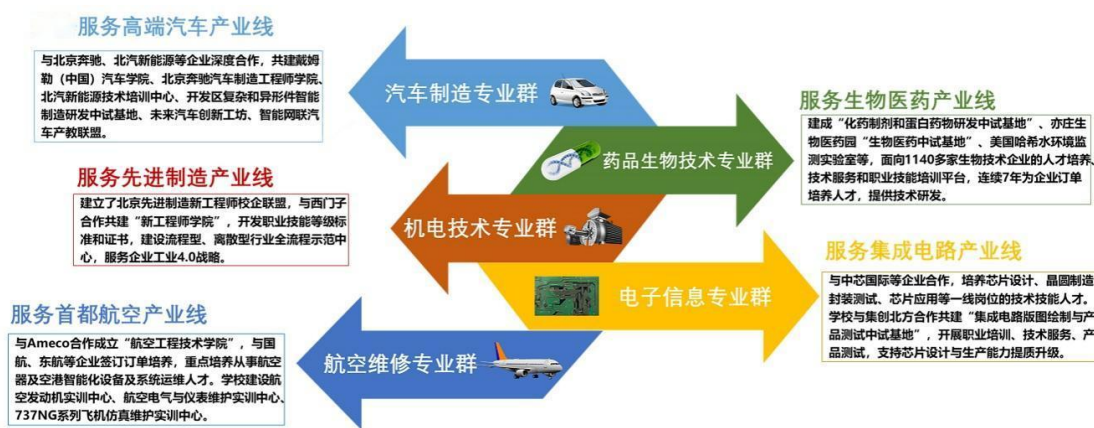 服务高端汽车产业线
与北京奔驰、北汽新能源等企业深度合作，共建戴姆
勒（中国）汽车学院、北京奔驰汽车制造工程师学院、
北汽新能源技术培训中心、开发区复杂和异形件智能
制造研发中试基地、未来汽车创新工坊、智能网联汽
车产教联盟。
汽车制造专业群
服务生物医药产业线
建成“化药制剂和蛋白药物研发中试基地”、亦庄
生物医药园“生物医药中试基地”、美国哈希水环境监
测实验室等，面向1140多家生物技术企业的人才培养、
技术服务和职业技能培训平台，连续7年为企业订单
培养人才，提供技术研发。
药品生物技术专业群
服务先进制造产业线
建立了北京先进制造新工程师校企联盟，与西门子
合作共建“新工程师学院”，开发职业技能等级标
准和证书，建设流程型、离散型行业全流程示范中
心，服务企业工业4.0战略。
机电技术专业群
服务集成电路产业线
与中芯国际等企业合作，培养芯片设计、晶圆制造
封装测试、芯片应用等一线岗位的技术技能人才。
学校与集创北方合作共建“集成电路版图绘制与产
品测试中试基地”，开展职业培训、技术服务、产
品测试，支持芯片设计与生产能力提质升级。
电子信息专业群
服务首都航空产业线
与Ameco合作成立“航空工程技术学院”，与国
航、东航等企业签订订单培养，重点培养从事航空
器及空港智能化设备及系统运维人才。学校建设航
空发动机实训中心、航空电气与仪表维护实训中心、
737NG系列飞机仿真维护实训中心。
航空维修专业群